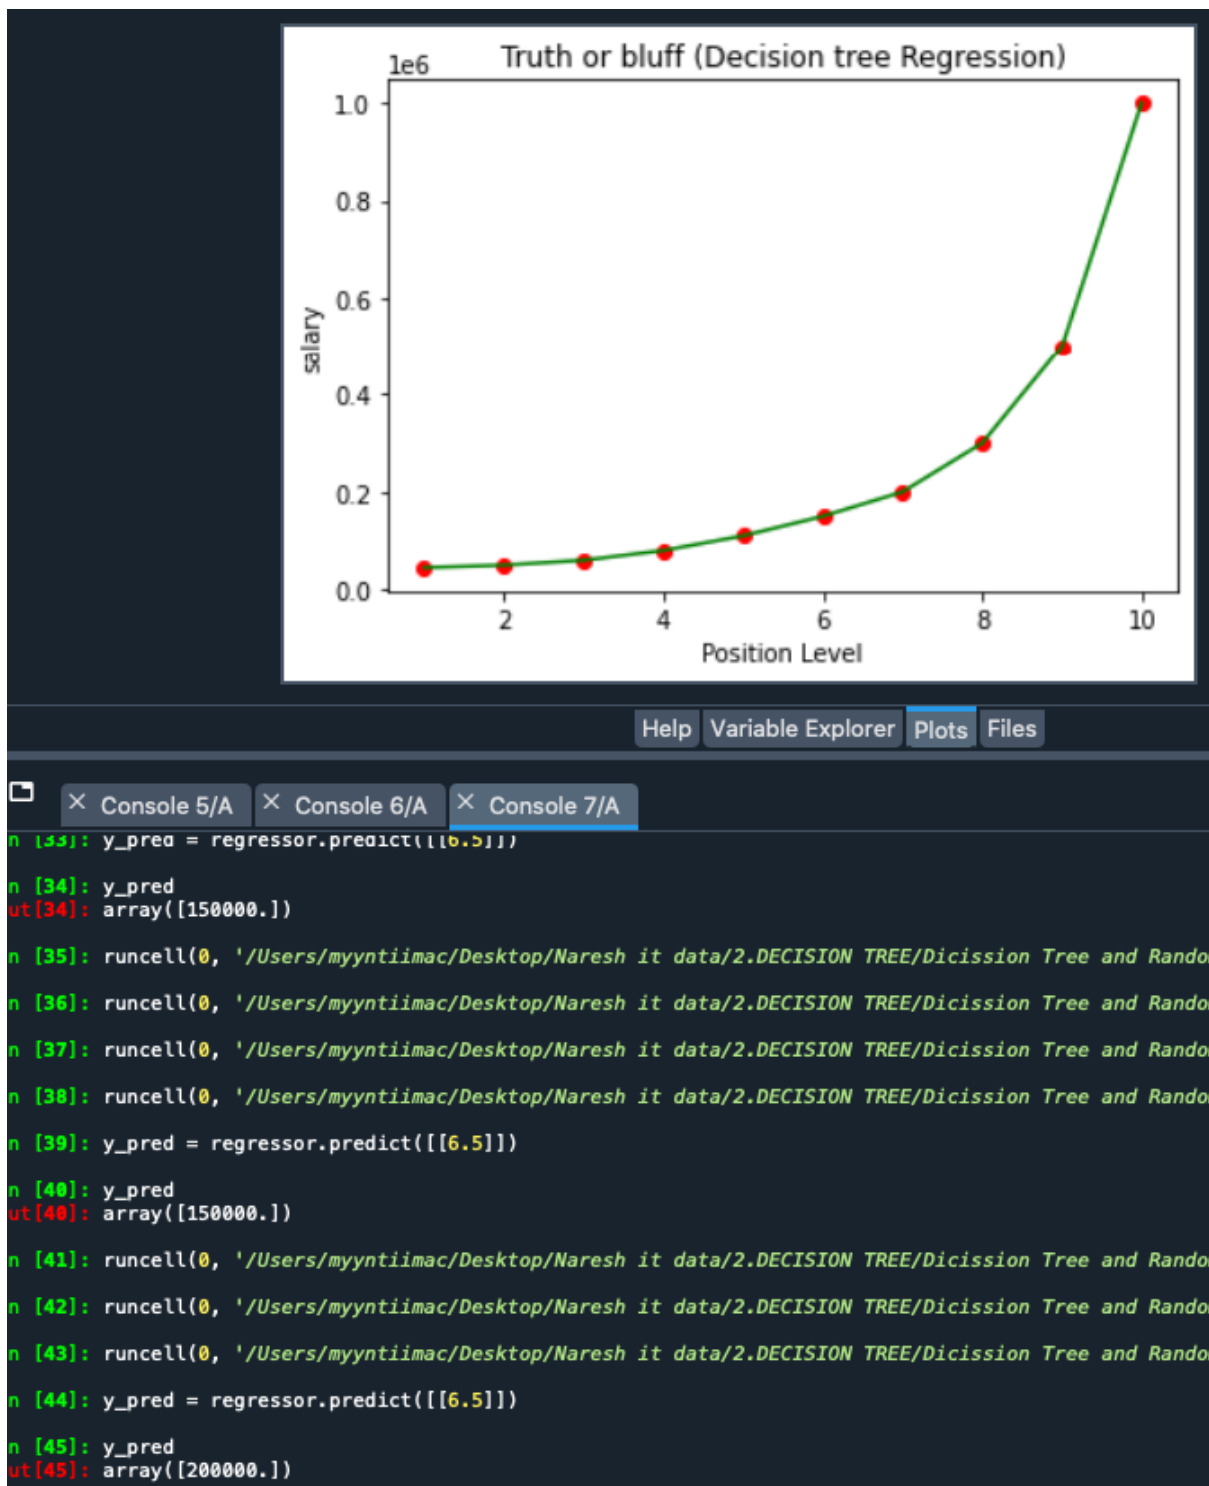 Truth or bluff (Decision tree Regression)
1e6
1.0
0.8
0.6
0.4
0.2
0.0
salary
2 4 6 8 10
Position Level
Help Variable Explorer Plots Files
× Console 5/A × Console 6/A × Console 7/A
n [33]: y_pred = regressor.predict([[6.5]])
n [34]: y_pred
ut[34]: array([150000.])
n [35]: runcell(0, '/Users/myyntiimac/Desktop/Naresh it data/2.DECISION TREE/Dicission Tree and Rando
n [36]: runcell(0, '/Users/myyntiimac/Desktop/Naresh it data/2.DECISION TREE/Dicission Tree and Rando
n [37]: runcell(0, '/Users/myyntiimac/Desktop/Naresh it data/2.DECISION TREE/Dicission Tree and Rando
n [38]: runcell(0, '/Users/myyntiimac/Desktop/Naresh it data/2.DECISION TREE/Dicission Tree and Rando
n [39]: y_pred = regressor.predict([[6.5]])
n [40]: y_pred
ut[40]: array([150000.])
n [41]: runcell(0, '/Users/myyntiimac/Desktop/Naresh it data/2.DECISION TREE/Dicission Tree and Rando
n [42]: runcell(0, '/Users/myyntiimac/Desktop/Naresh it data/2.DECISION TREE/Dicission Tree and Rando
n [43]: runcell(0, '/Users/myyntiimac/Desktop/Naresh it data/2.DECISION TREE/Dicission Tree and Rando
n [44]: y_pred = regressor.predict([[6.5]])
n [45]: y_pred
ut[45]: array([200000.])